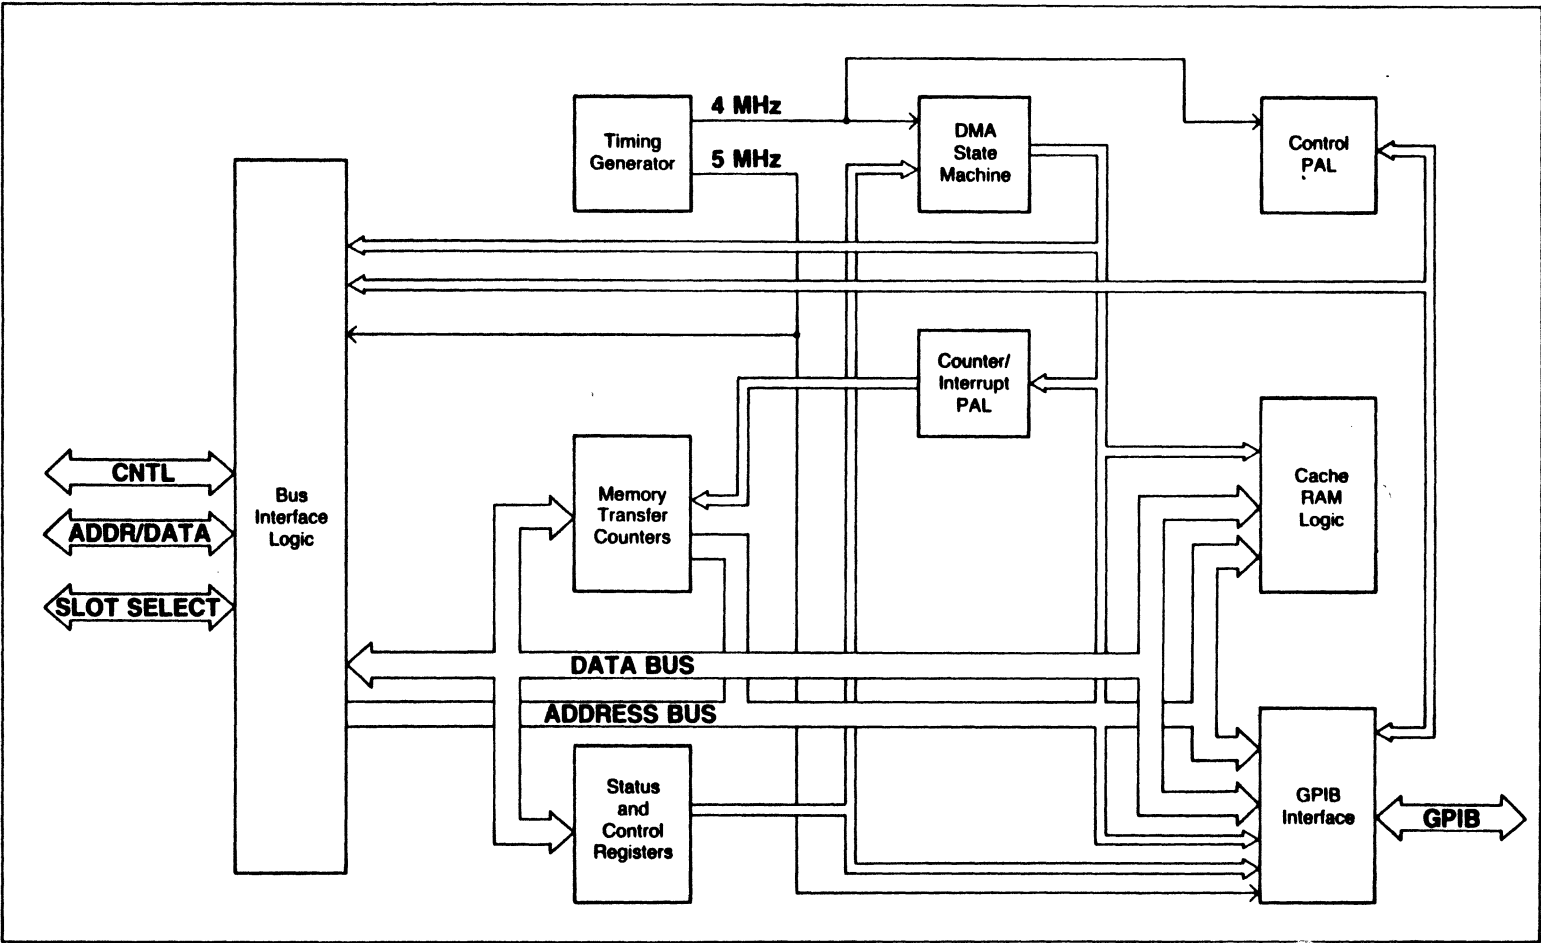 4 MHz
5 MHz
Timing
Generator
DMA
State
Machine
Control
PAL
Counter/
Interrupt
PAL
Bus
Interface
Logic
CNTL
ADDR/DATA
SLOT SELECT
Memory
Transfer
Counters
Cache
RAM
Logic
DATA BUS
ADDRESS BUS
Status
and
Control
Registers
GPIB
Interface
GPIB